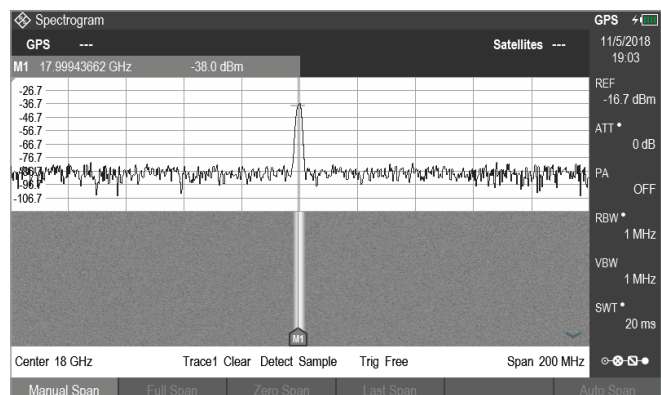 Spectrogram
GPS
GPS ---
Satellites ---
11/5/2018
19:03
M1 17.99943662 GHz -38.0 dBm
-26.7
-36.7
-46.7
-56.7
-66.7
-76.7
-106.7
REF
-16.7 dBm
ATT
0 dB
PA
OFF
RBW
1 MHz
VBW
1 MHz
SWT
20 ms
M1
Center 18 GHz Trace1 Clear Detect Sample Trig Free Span 200 MHz
Manual Span Full Span Zero Span Last Span Auto Span